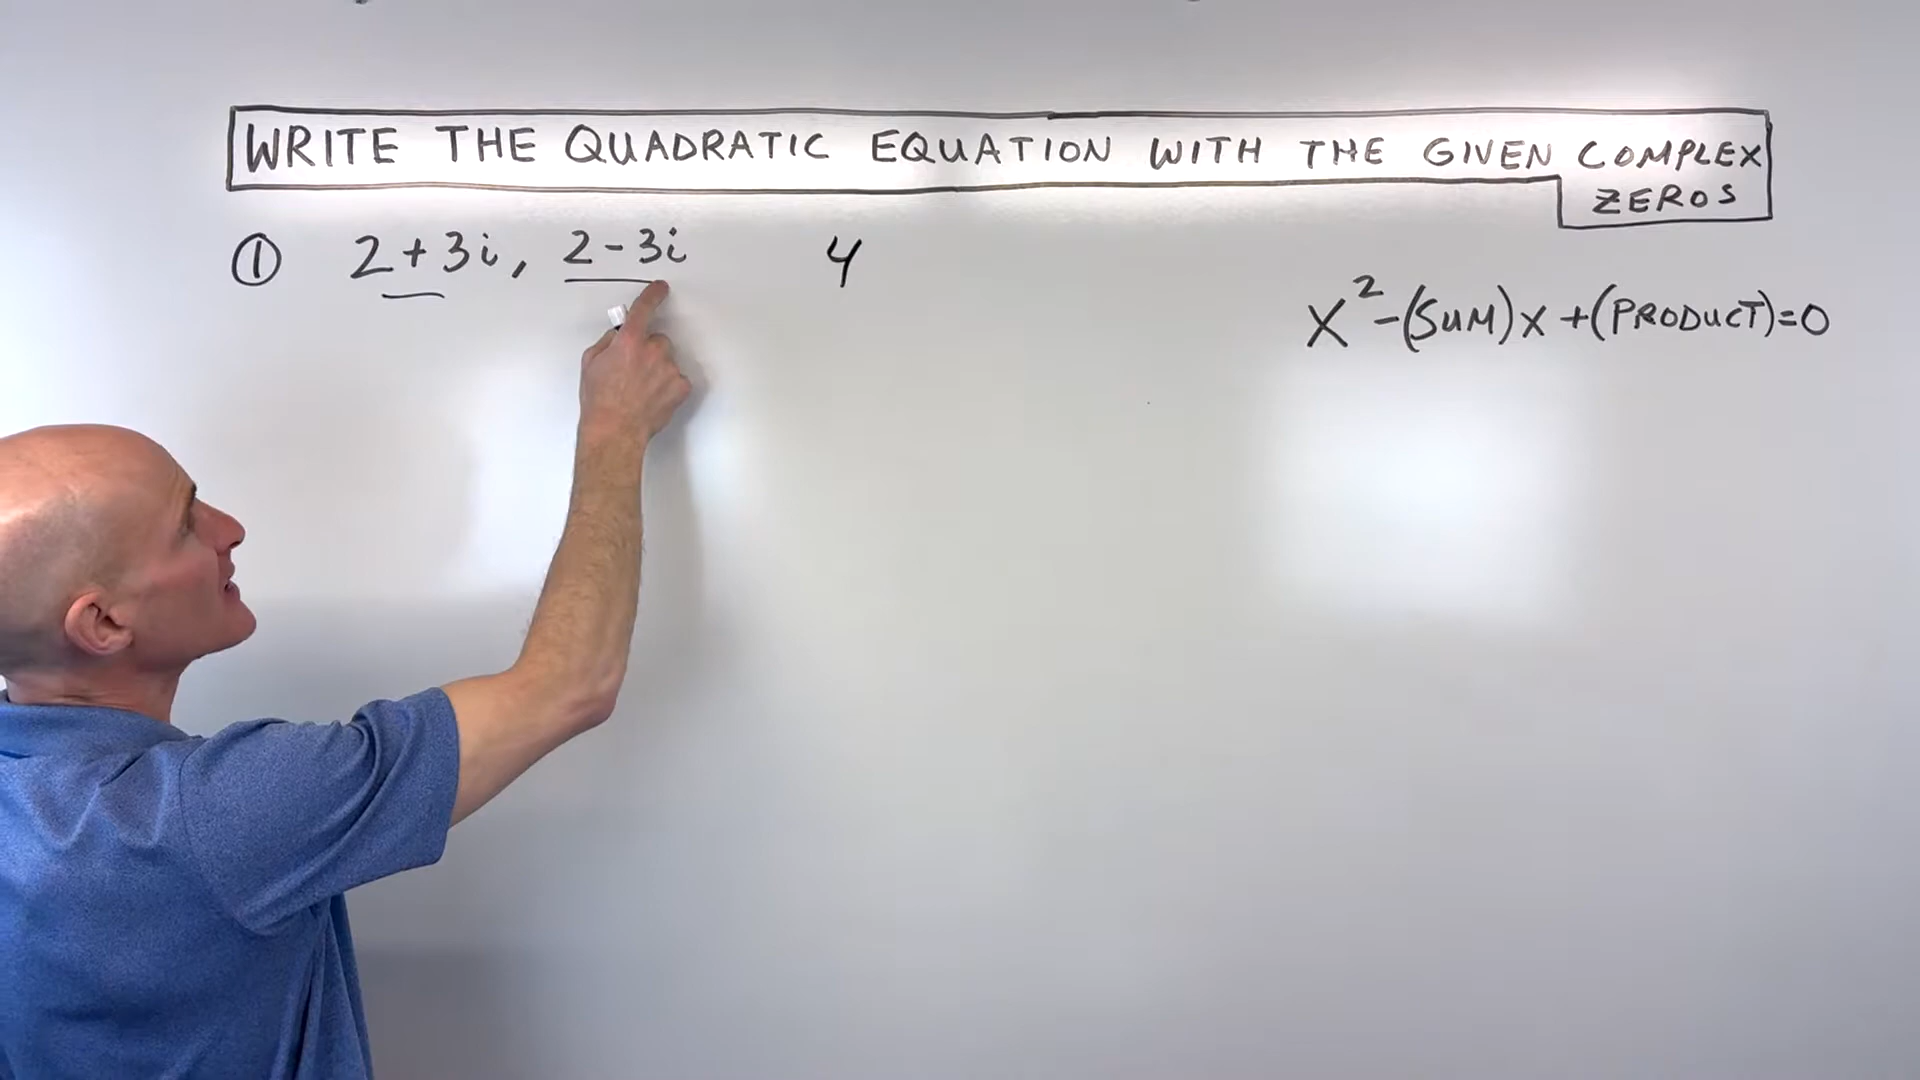 WRITE THE QUADRATIC EQUATION WITH THE GIVEN COMPLEX
ZEROS
① 2+3i, 2-3i 4
x²-(SUM)x+(PRODUCT)=0